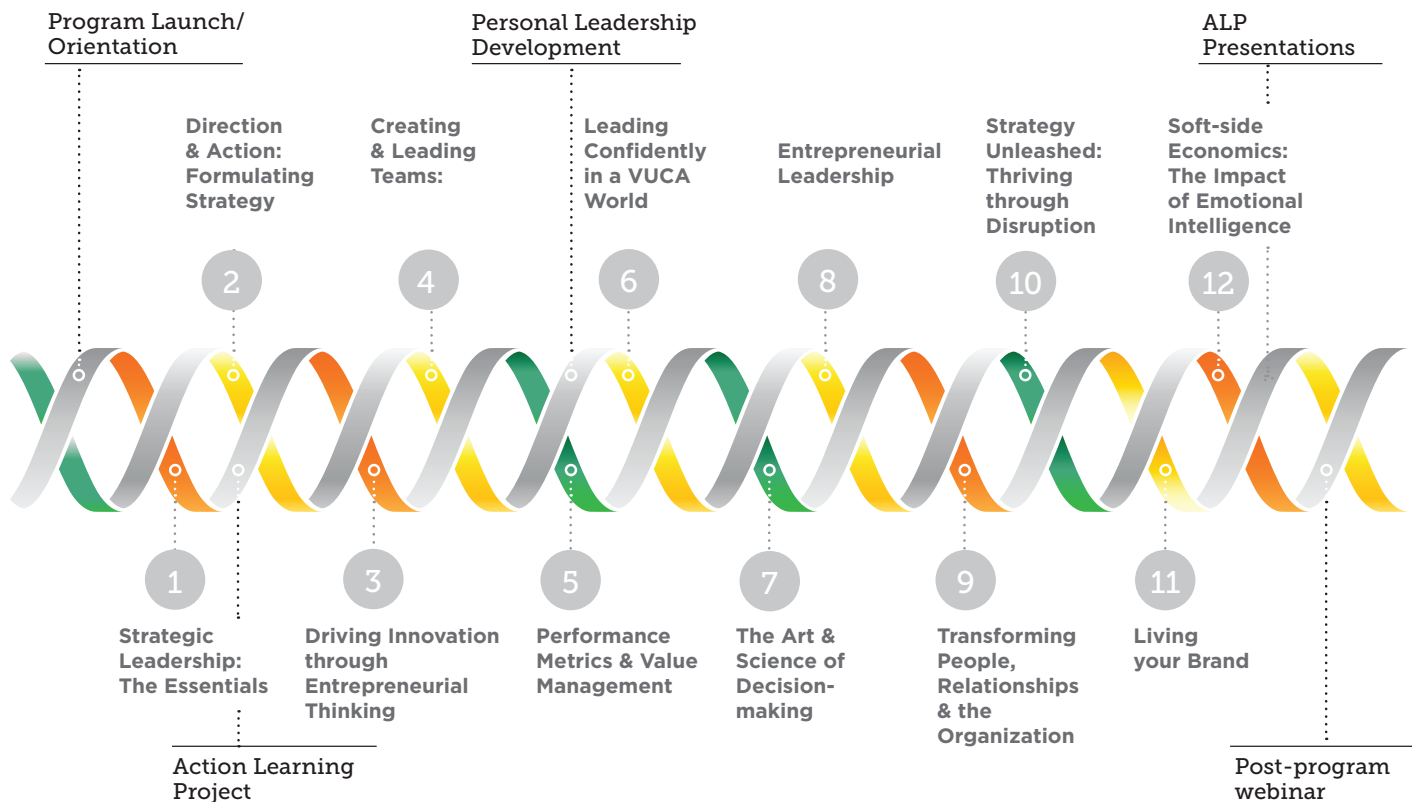 Program Launch/
Orientation
Personal Leadership
Development
ALP
Presentations
Direction
& Action:
Formulating
Strategy
Creating
& Leading
Teams:
Leading
Confidently
in a VUCA
World
Entrepreneurial
Leadership
Strategy
Unleashed:
Thriving
through
Disruption
Soft-side
Economics:
The Impact
of Emotional
Intelligence
2
4
6
8
10
12
1
3
5
7
9
11
Strategic
Leadership:
The Essentials
Driving Innovation
through
Entrepreneurial
Thinking
Performance
Metrics & Value
Management
The Art &
Science of
Decision-
making
Transforming
People,
Relationships
& the
Organization
Living
your Brand
Action Learning
Project
Post-program
webinar